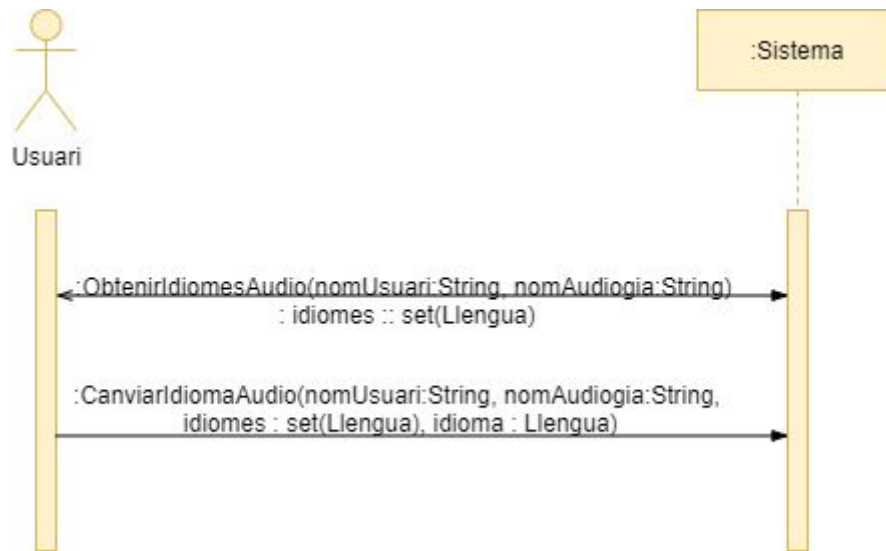 :Sistema
Usuari
:ObtenirIdiomesAudio(nomUsuari:String, nomAudiogia:String)
: idiomes :: set(Llengua)
:CanviarIdiomaAudio(nomUsuari:String, nomAudiogia:String,
idiomes : set(Llengua), idioma : Llengua)